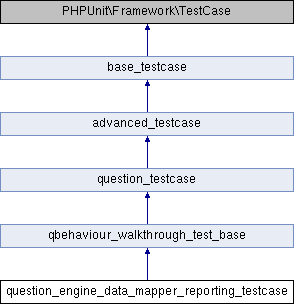 PHPUnit\Framework\TestCase
base_testcase
advanced_testcase
question_testcase
qbehaviour_walkthrough_test_base
question_engine_data_mapper_reporting_testcase